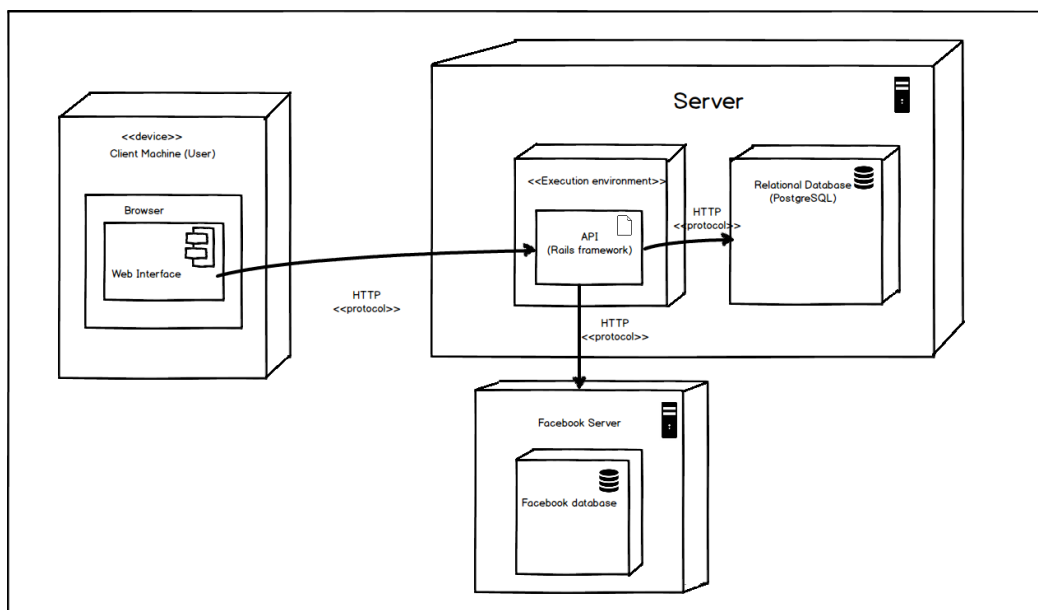 <<device>>
Client Machine (User)
Browser
Web Interface
HTTP
<<protocol>>
Server
<<Execution environment>>
API
(Rails framework)
HTTP
<<protocol>>
Relational Database
(PostgreSQL)
HTTP
<<protocol>>
Facebook Server
Facebook database